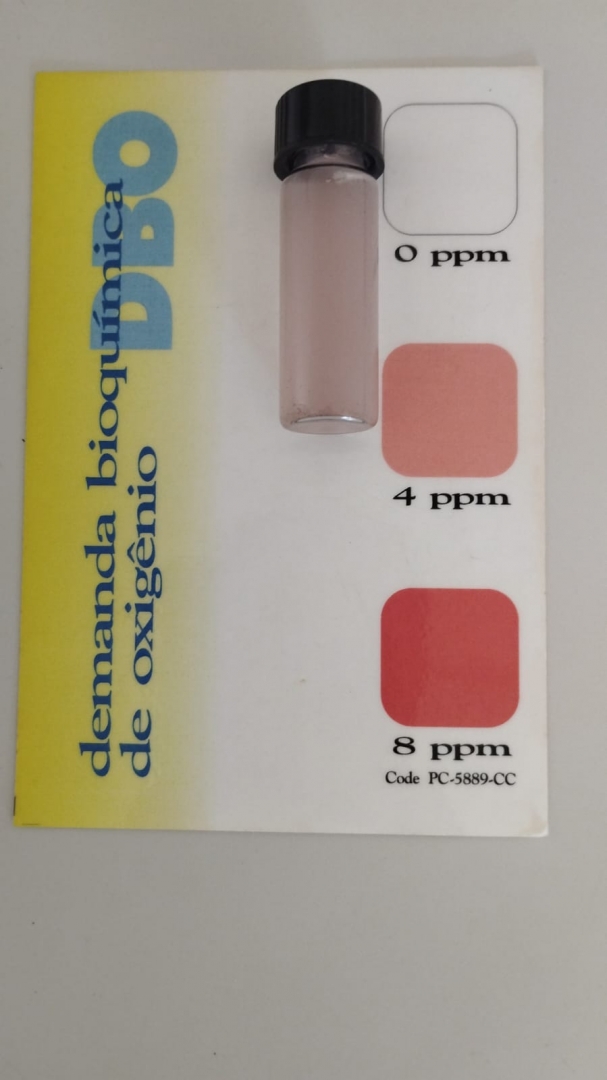 DBO
demanda bioquímica
de oxigênio
0 ppm
4 ppm
8 ppm
Code PC-5889-CC